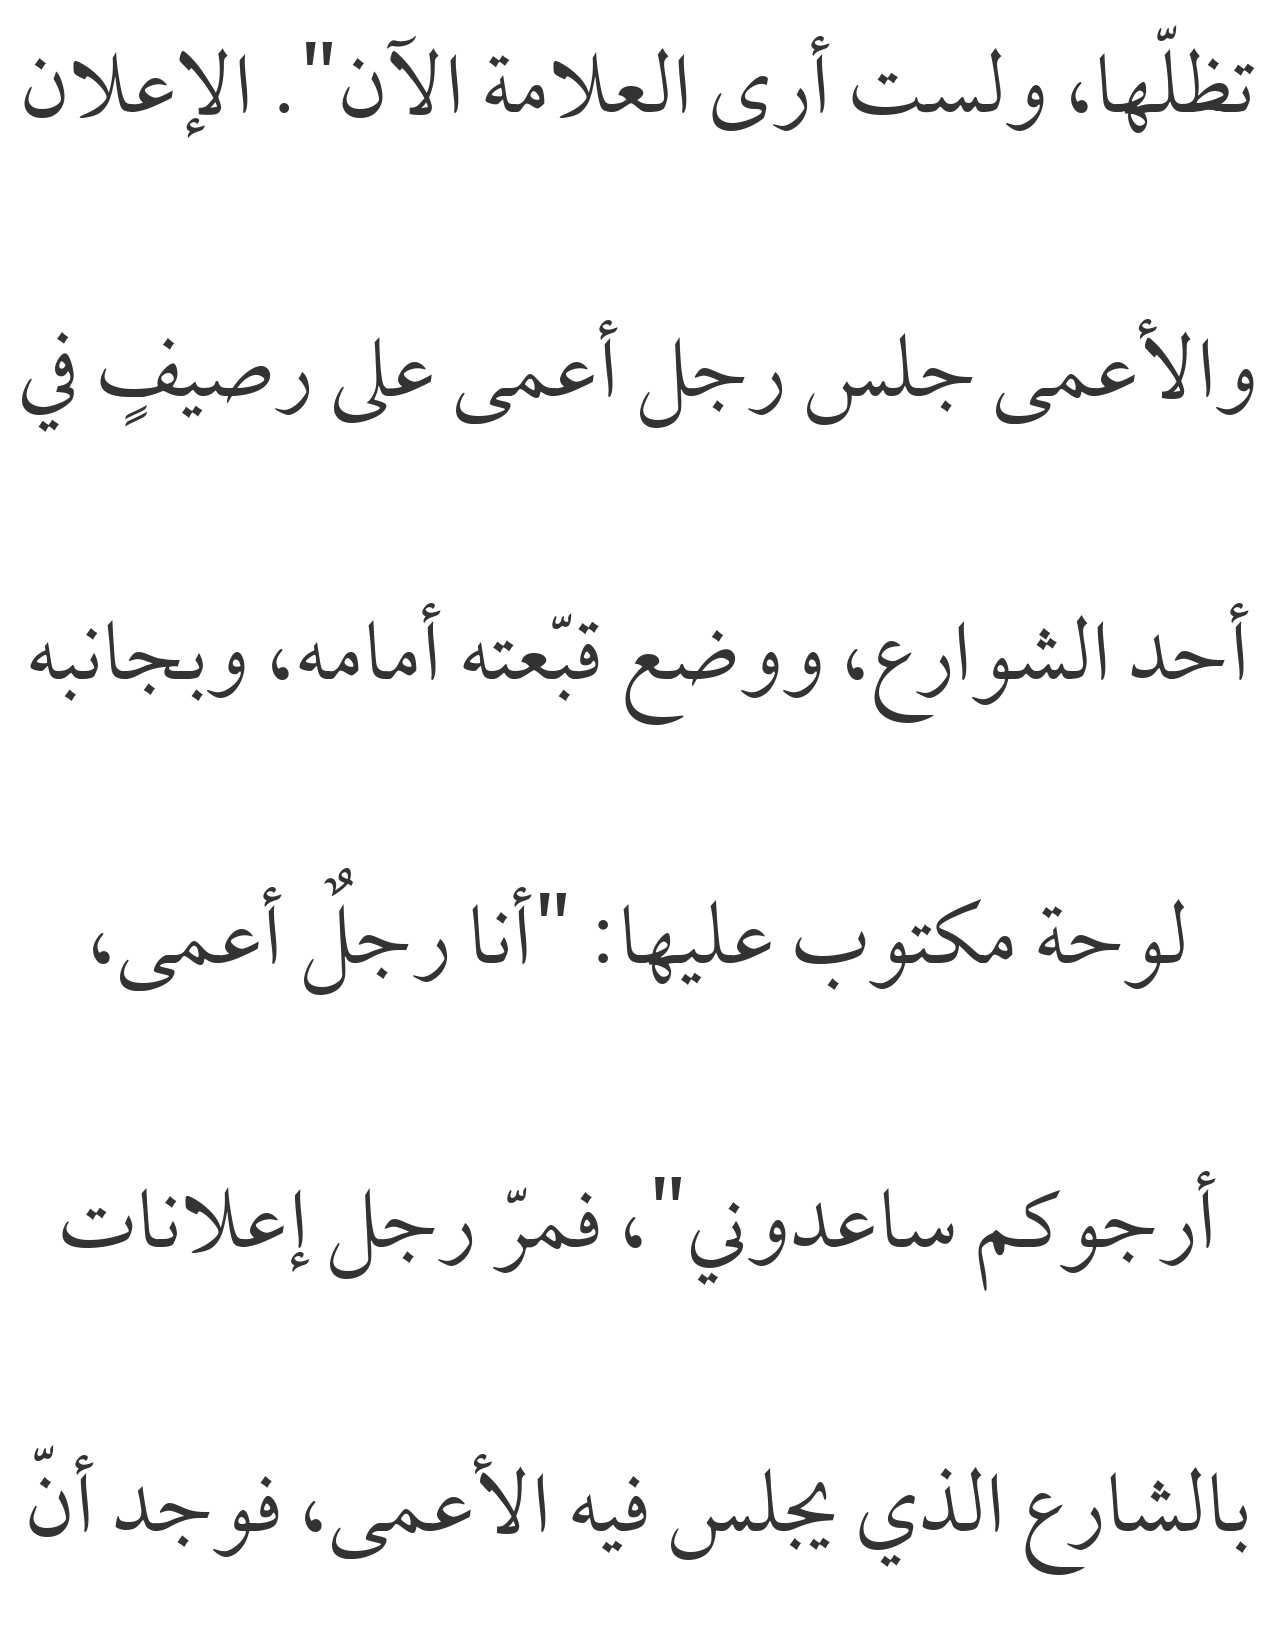 تظلّها، ولست أرى العلامة الآن". الإعلان
والأعمى جلس رجل أعمى على رصيفٍ في
أحد الشوارع، ووضع قبّعته أمامه، وبجانبه
لوحة مكتوب عليها: "أنا رجلٌ أعمى،
أرجوكم ساعدوني"، فمرّ رجل إعلانات
بالشارع الذي يجلس فيه الأعمى، فوجد أنّ